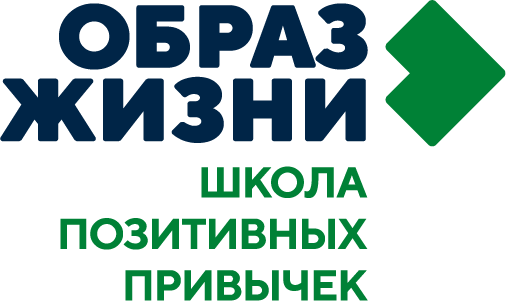 ОБРАЗ
ЖИЗНИ
ШКОЛА
ПОЗИТИВНЫХ
ПРИВЫЧЕК